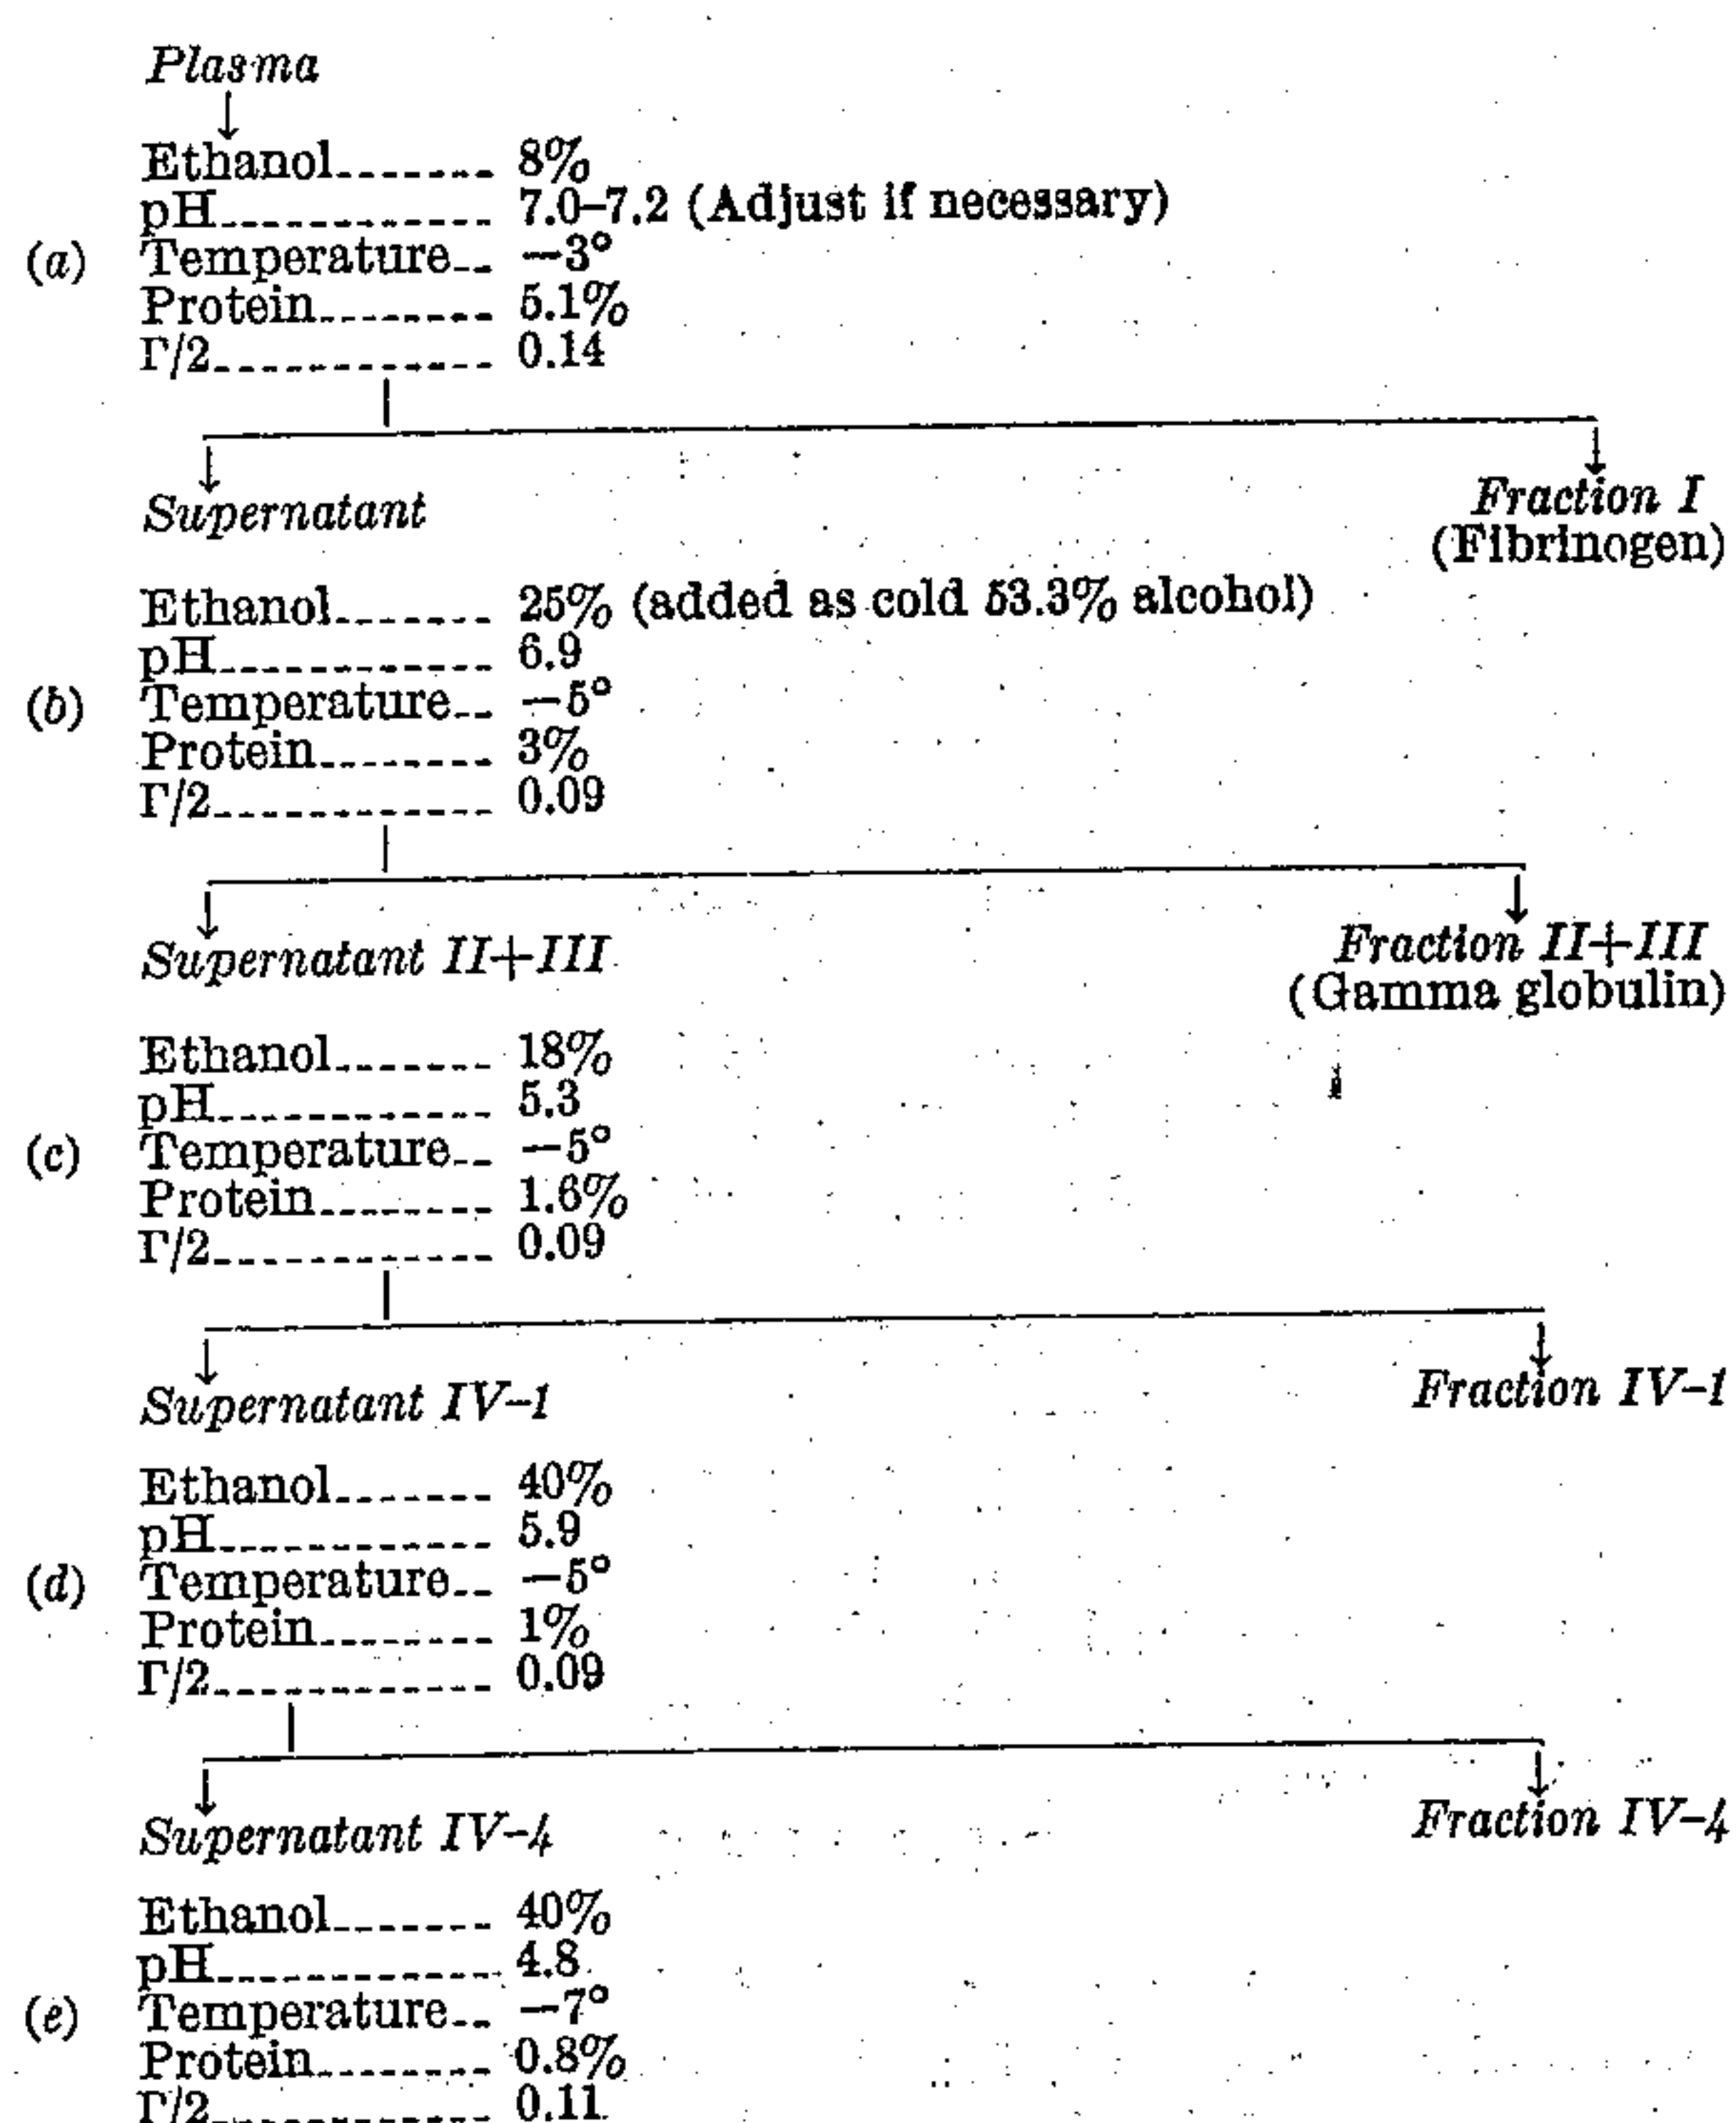 Plasma
Ethanol------- 8%
pH------------ 7.0–7.2 (Adjust if necessary)
(a) Temperature-- —3°
Protein-------- 5.1%
Γ/2------------ 0.14
Supernatant
Fraction I
(Fibrinogen)
Ethanol------- 25% (added as cold 53.3% alcohol)
pH------------ 6.9
(b) Temperature-- —5°
Protein-------- 3%
Γ/2------------ 0.09
Supernatant II+III
Fraction II+III
(Gamma globulin)
Ethanol------- 18%
pH------------ 5.3
(c) Temperature-- —5°
Protein-------- 1.6%
Γ/2------------ 0.09
Supernatant IV–1
Fraction IV–1
Ethanol------- 40%
pH------------ 5.9
(d) Temperature-- —5°
Protein-------- 1%
Γ/2------------ 0.09
Supernatant IV–4
Fraction IV–4
Ethanol------- 40%
pH------------ 4.8
(e) Temperature-- —7°
Protein-------- 0.8%
Γ/2------------ 0.11